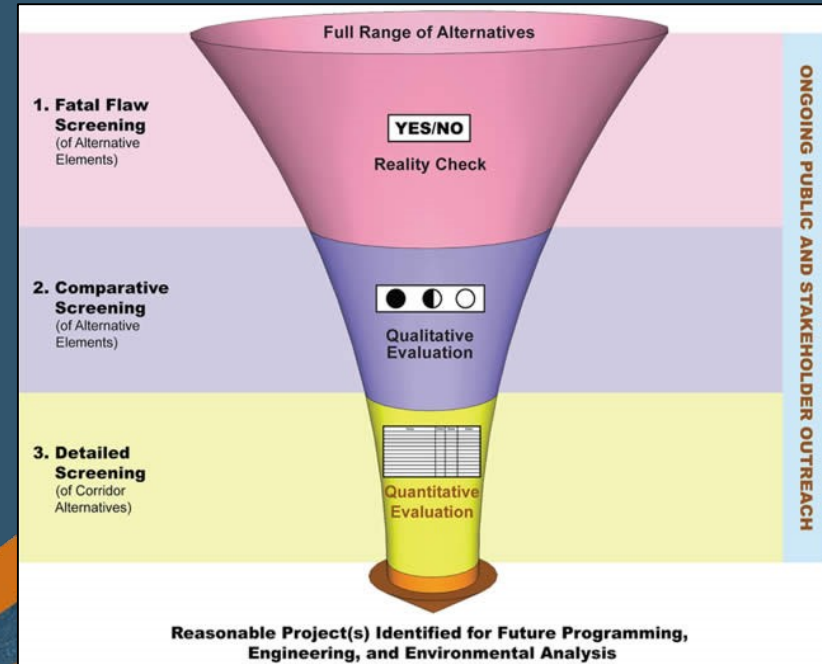 Full Range of Alternatives
1. Fatal Flaw
Screening
(of Alternative
Elements)
YES/NO
Reality Check
2. Comparative
Screening
(of Alternative
Elements)
Qualitative
Evaluation
3. Detailed
Screening
(of Corridor
Alternatives)
Quantitative
Evaluation
ONGOING PUBLIC AND STAKEHOLDER OUTREACH
Reasonable Project(s) Identified for Future Programming,
Engineering, and Environmental Analysis